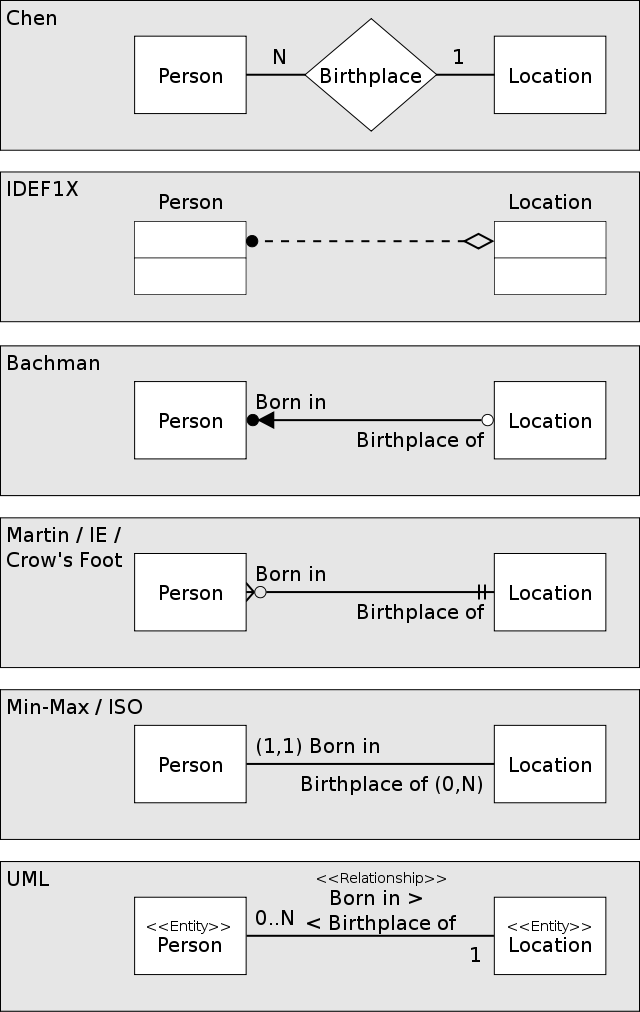 Chen
Person
N
Birthplace
1
Location
IDEF1X
Person
Location
Bachman
Person
Born in
Birthplace of
Location
Martin / IE /
Crow's Foot
Person
Born in
Birthplace of
Location
Min-Max / ISO
Person
(1,1) Born in
Birthplace of (0,N)
Location
UML
<<Entity>>
Person
0..N
<<Relationship>>
Born in >
< Birthplace of
1
<<Entity>>
Location